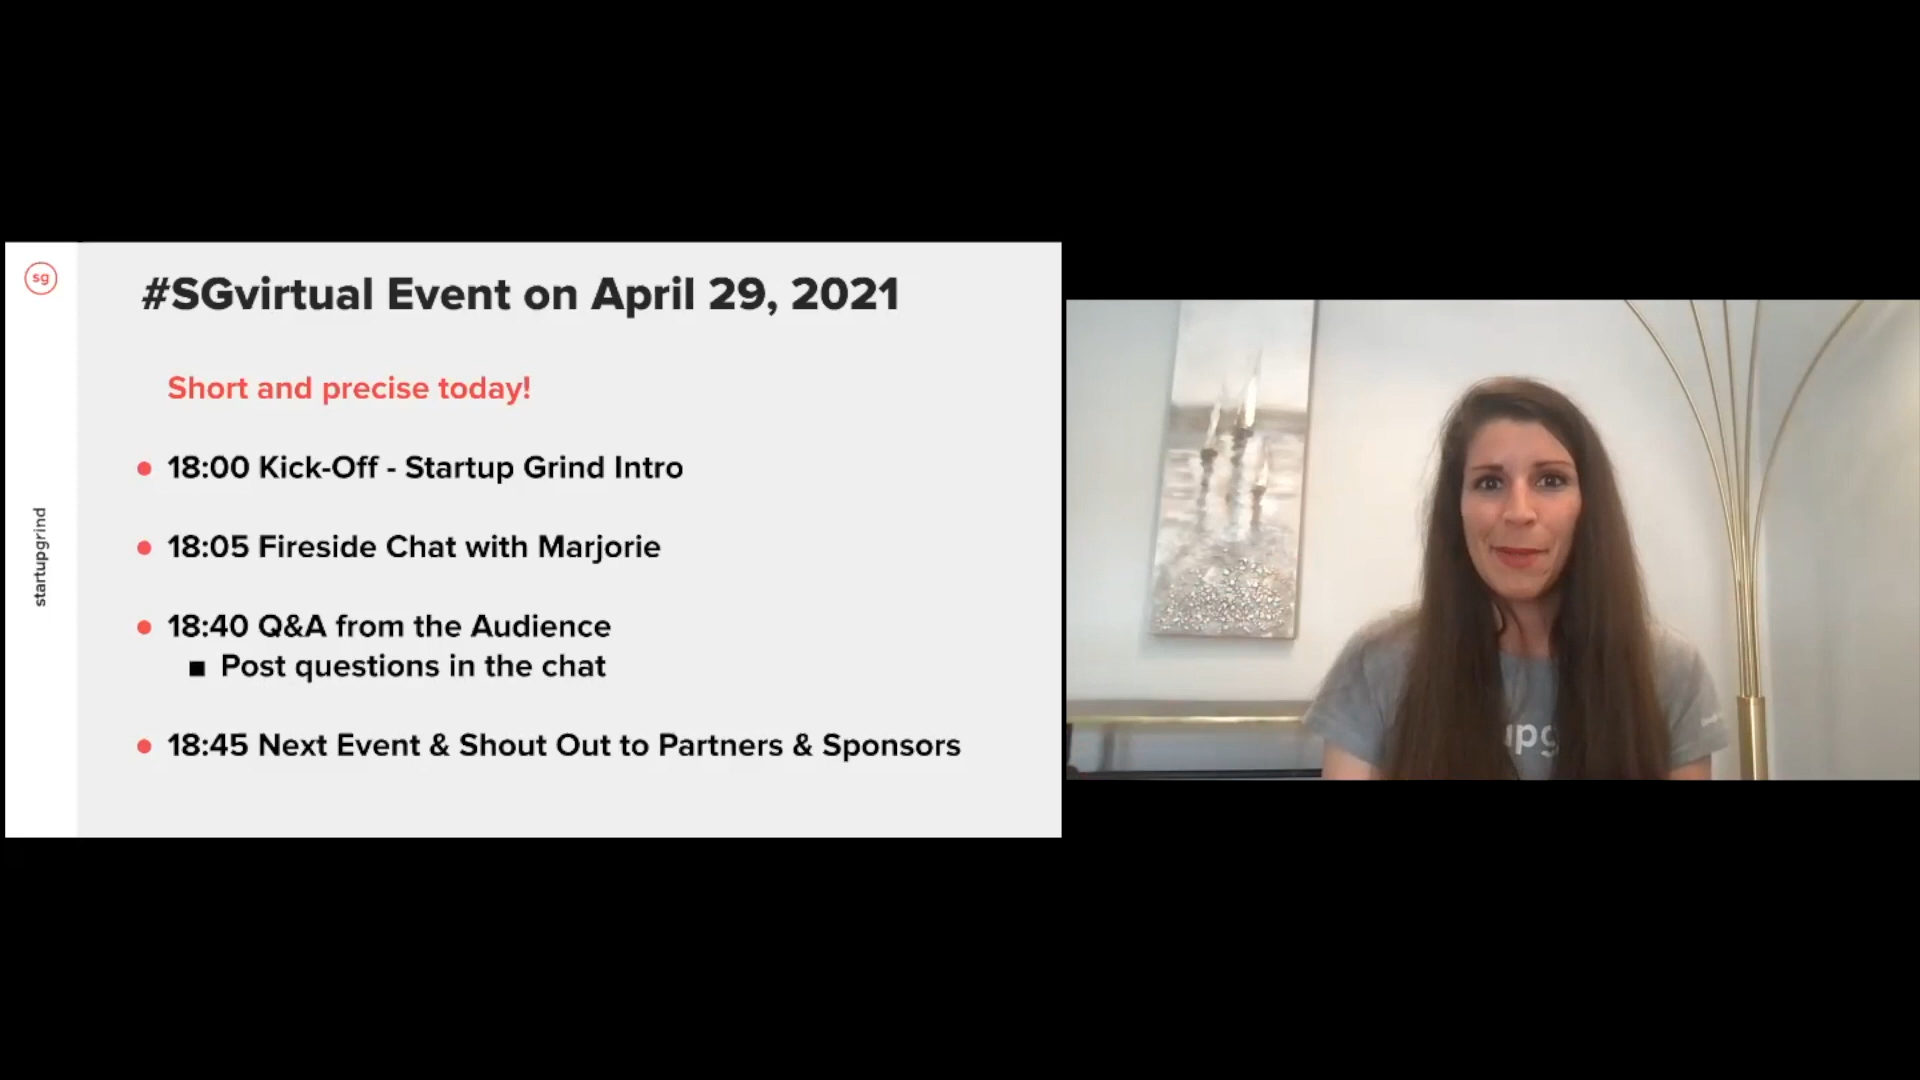 sg
#SGvirtual Event on April 29, 2021
Short and precise today!
18:00 Kick-Off - Startup Grind Intro
18:05 Fireside Chat with Marjorie
18:40 Q&A from the Audience
Post questions in the chat
18:45 Next Event & Shout Out to Partners & Sponsors
startupgrind
upg